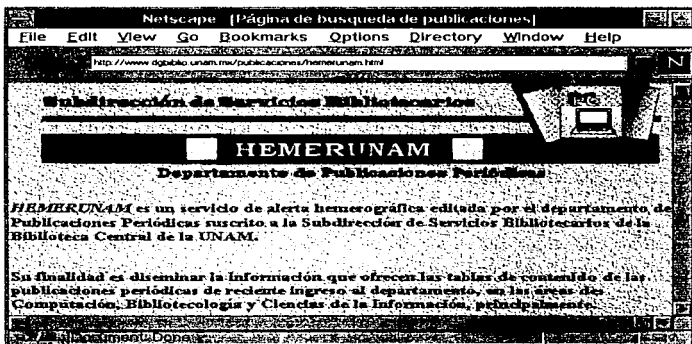 Netscape [Página de busqueda de publicaciones]
File Edit View Go Bookmarks Options Directory Window Help
http://www.dgbiblio.unam.mx/publicaciones/hemerunam.html
N
Subdirección de Servicios Bibliotecarios
PC
HEMERUNAM
Departamento de Publicaciones Periódicas
HEMERUNAM es un servicio de alerta hemerográfica editada por el departamento de
Publicaciones Periódicas suscrito a la Subdirección de Servicios Bibliotecarios de la
Biblioteca Central de la UNAM.
Su finalidad es diseminar la información que ofrecen las tablas de contenido de las
publicaciones periódicas de reciente ingreso al departamento, en las áreas des
Computación, Bibliotecología y Ciencias de la Información, principalmente.
Document: Done